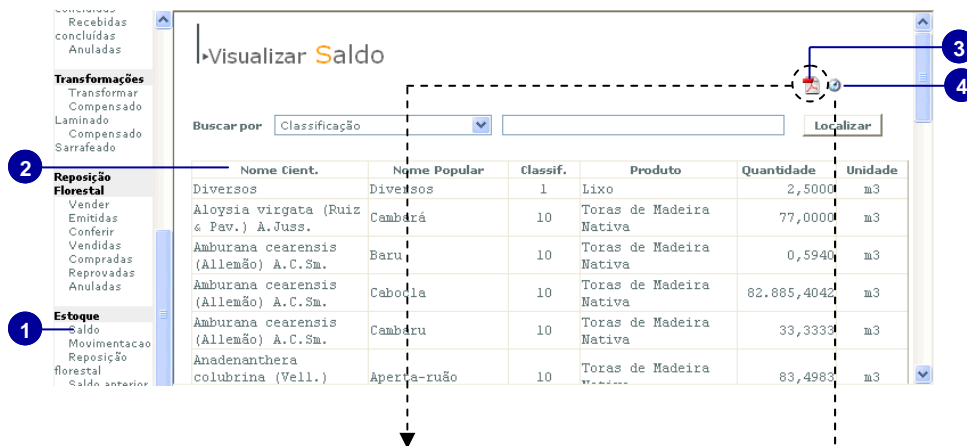 Recebidas
concluídas
Anuladas
Transformações
Transformar
Compensado
Laminado
Compensado
Sarrafeado
Reposição
Florestal
Vender
Emitidas
Conferir
Vendidas
Compradas
Reprovadas
Anuladas
Estoque
Saldo
Movimentacao
Reposição
florestal
Saldo anterior
1
2
3
4
Visualizar Saldo
Buscar por Classificação Localizar
Nome Cient. Nome Popular Classif. Produto Quantidade Unidade
Diversos Diversos 1 Lixo 2,5000 m3
Aloysia virgata (Ruiz
& Pav.) A.Juss. Cambará 10 Toras de Madeira
Nativa 77,0000 m3
Amburana cearensis
(Allemão) A.C.Sm. Baru 10 Toras de Madeira
Nativa 0,5940 m3
Amburana cearensis
(Allemão) A.C.Sm. Cabocla 10 Toras de Madeira
Nativa 82.885,4042 m3
Amburana cearensis
(Allemão) A.C.Sm. Cambaru 10 Toras de Madeira
Nativa 33,3333 m3
Anadenanthera
colubrina (Vell.) Aperta-ruão 10 Toras de Madeira
83,4983 m3